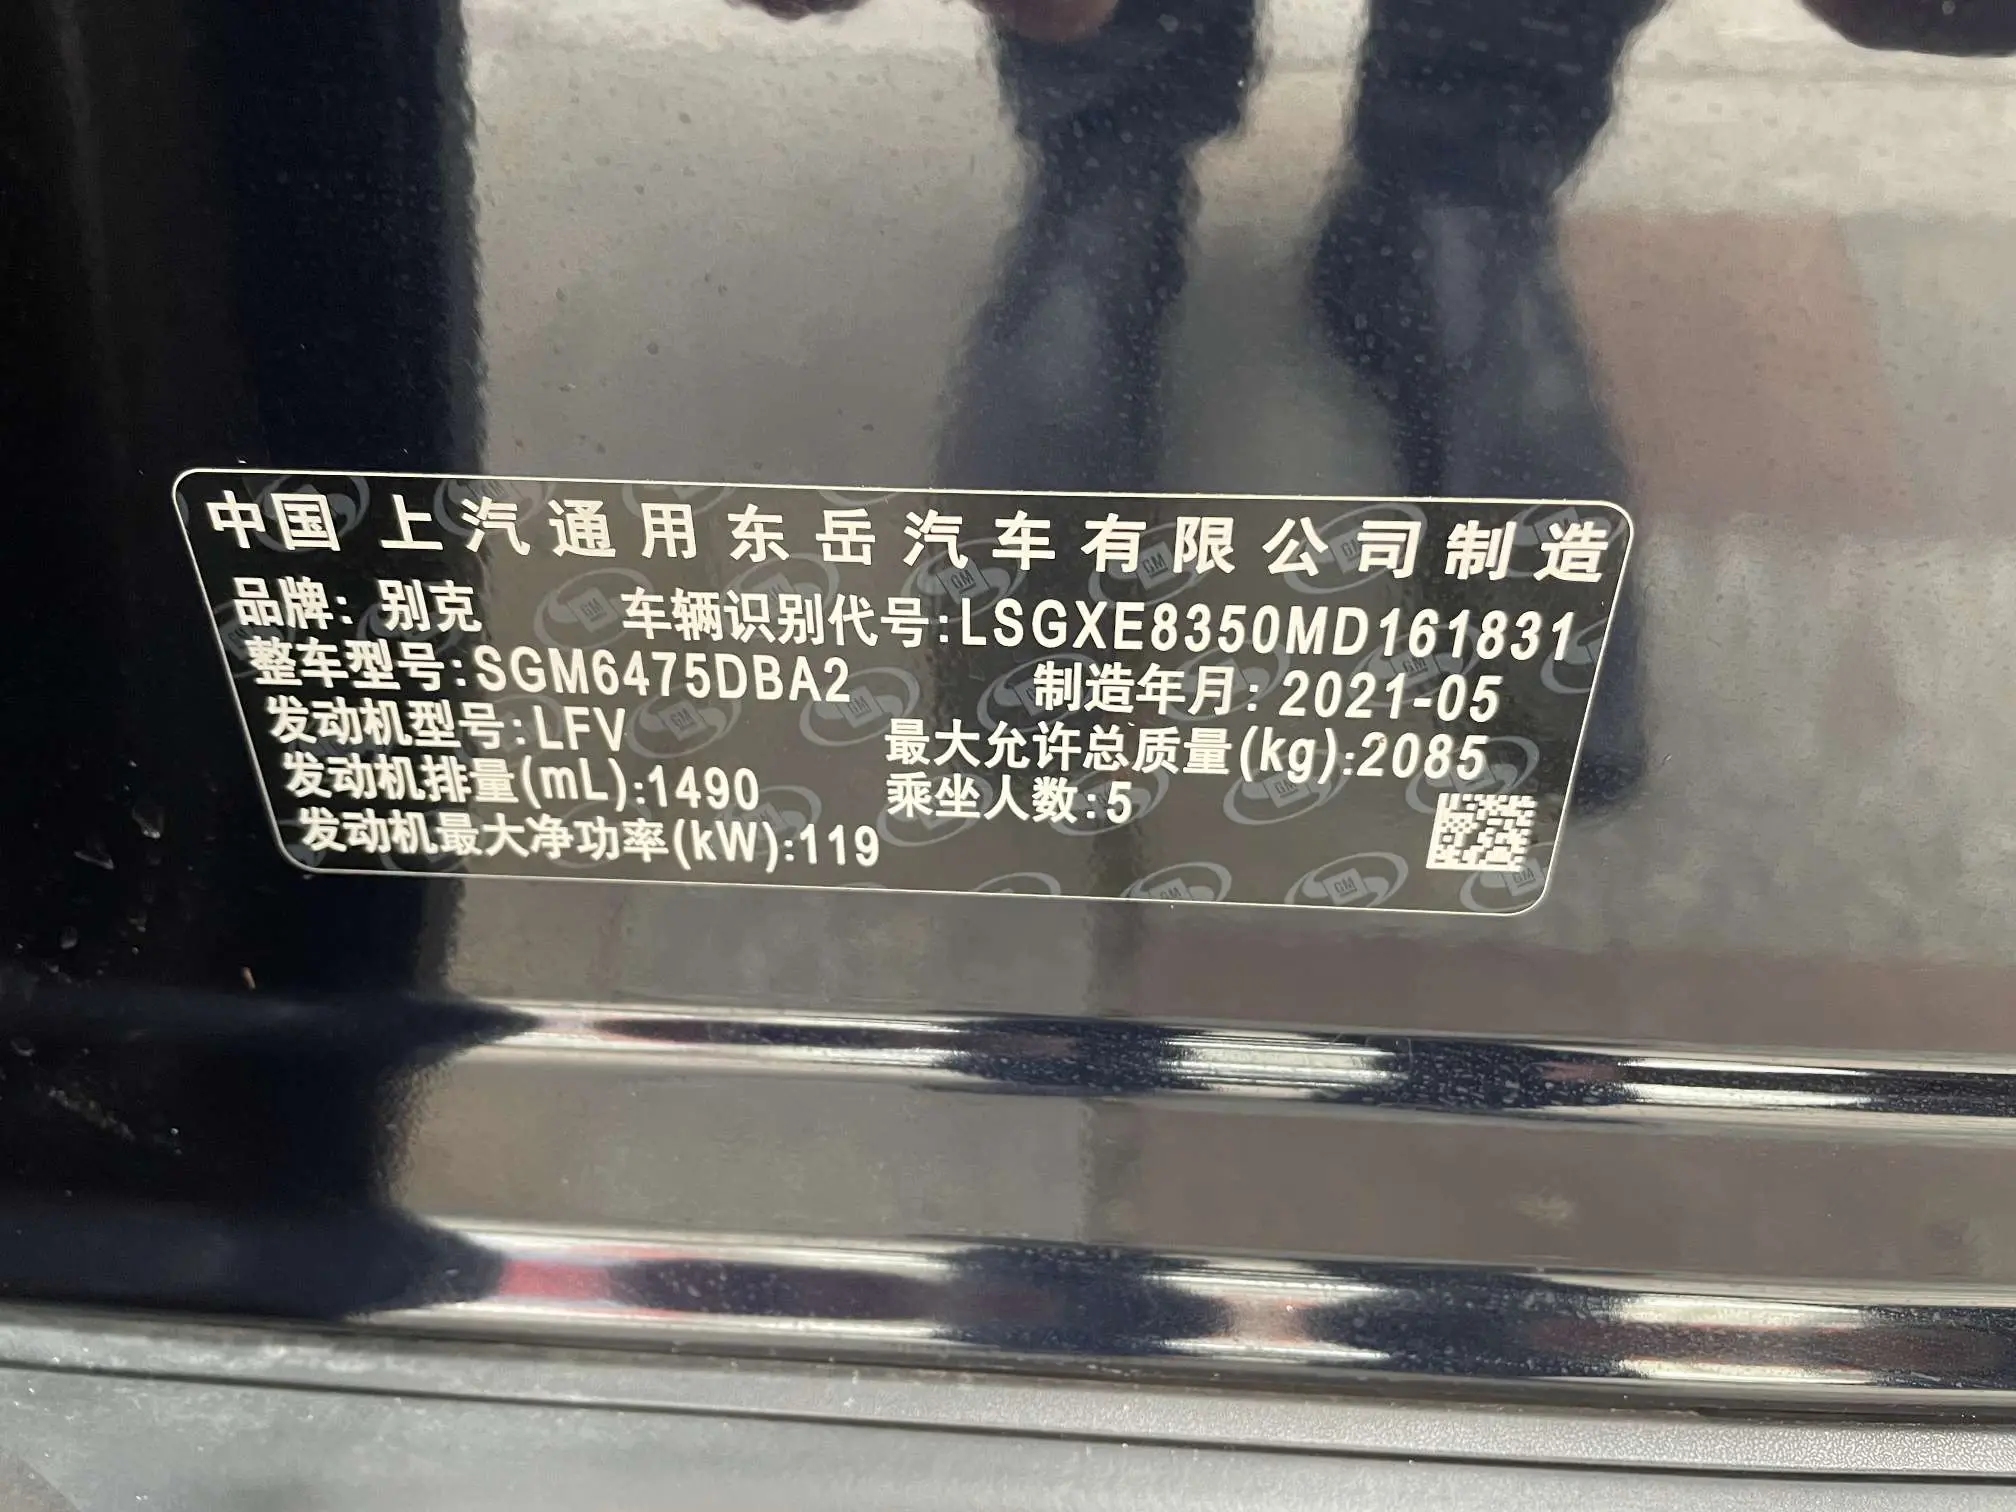 中国 上汽通用东岳汽车有限公司制造
品牌: 别克 车辆识别代号:LSGXE8350MD161831
整车型号:SGM6475DBA2 制造年月: 2021-05
发动机型号:LFV 最大允许总质量(kg):2085
发动机排量(mL):1490 乘坐人数:5
发动机最大净功率(kW):119